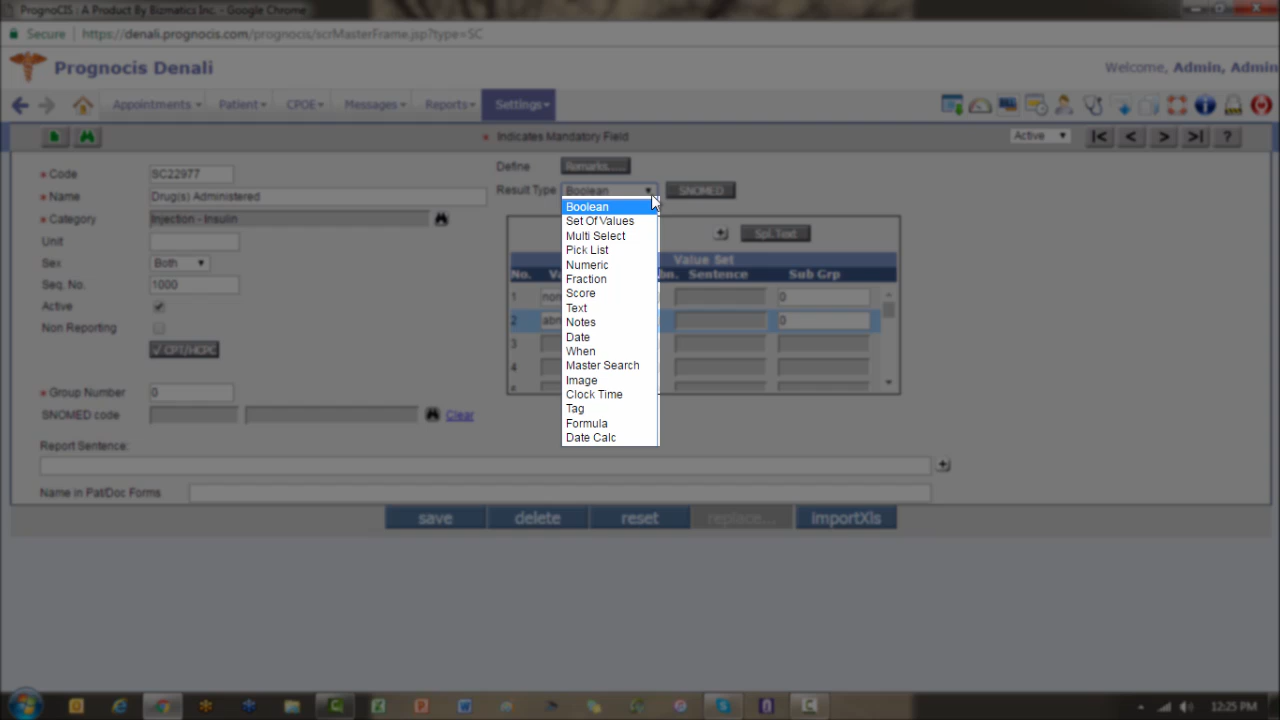 PrognoCIS : A Product By Bizmatics Inc. - Google Chrome
Secure https://denali.prognocis.com/prognocis/scrMasterFrame.jsp?type=SC
Prognocis Denali
Welcome, Admin, Admin
Appointments Patient CPOE Messages Reports Settings
* Indicates Mandatory Field
Active
* Code SC22977
Define Remarks.....
* Name Drug(s) Administered
Result Type Boolean SNOMED
* Category Injection - Insulin
Unit
Sex Both
Seq. No. 1000
Active
Non Reporting
√ CPT/HCPC
Boolean
Set Of Values
Multi Select
Pick List
Numeric
Fraction
Score
Text
Notes
Date
When
Master Search
Image
Clock Time
Tag
Formula
Date Calc
Spl.Text
Value Set
No. Sentence Sub Grp
1 0
2 0
3
4
* Group Number 0
SNOMED code Clear
Report Sentence:
Name in Pat/Doc Forms
save delete reset replace... importXls
12:25 PM